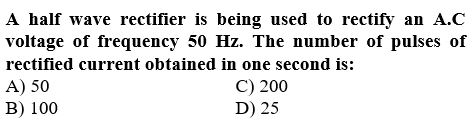 A half wave rectifier is being used to rectify an A.C
voltage of frequency 50 Hz. The number of pulses of
rectified current obtained in one second is:
A) 50 C) 200
B) 100 D) 25